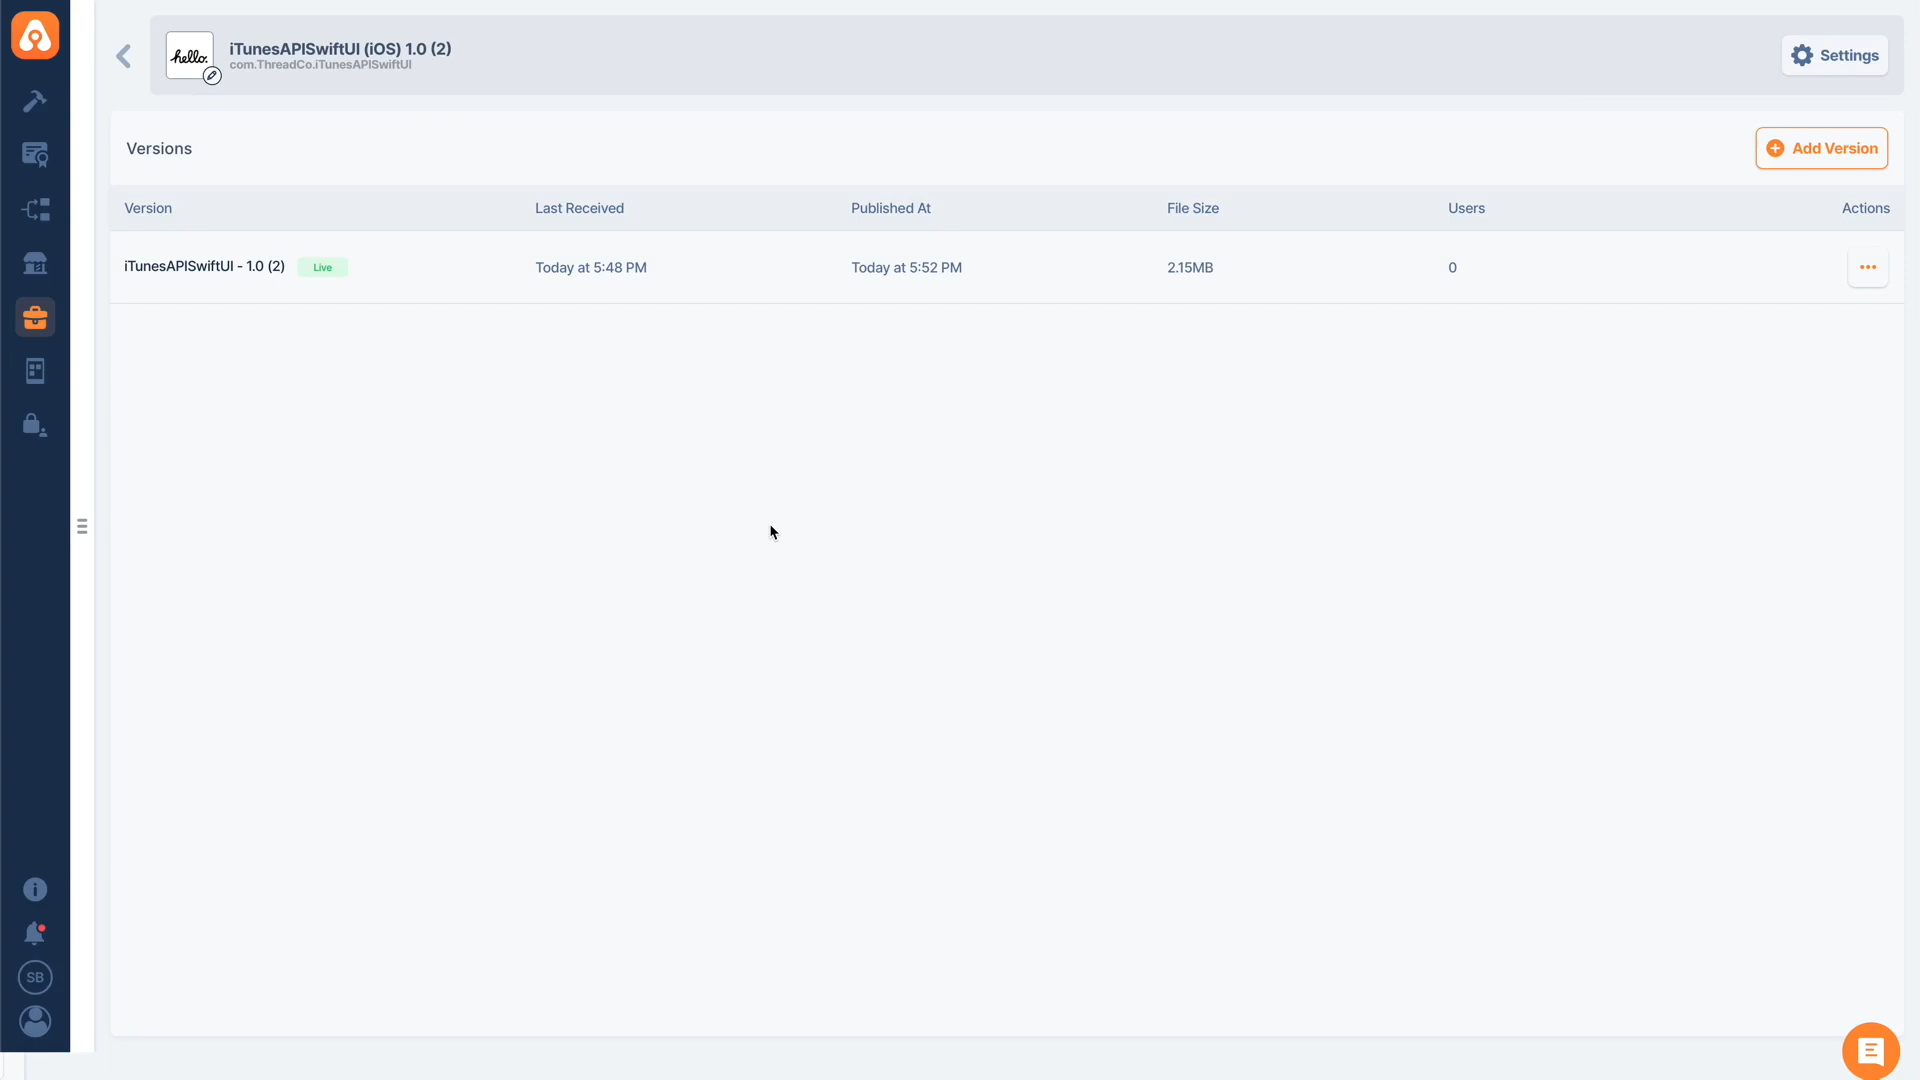 hello.
iTunesAPISwiftUI (iOS) 1.0 (2)
com.ThreadCo.iTunesAPISwiftUI
Settings
Versions
Add Version
Version Last Received Published At File Size Users Actions
iTunesAPISwiftUI - 1.0 (2) Live Today at 5:48 PM Today at 5:52 PM 2.15MB 0
SB